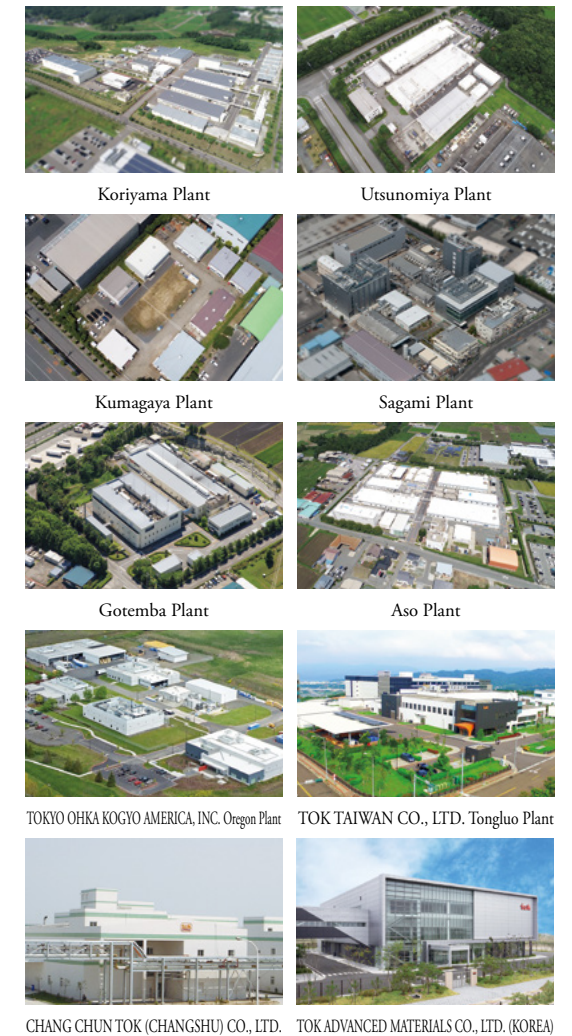 Koriyama Plant
Utsunomiya Plant
Kumagaya Plant
Sagami Plant
Gotemba Plant
Aso Plant
TOKYO OHKA KOGYO AMERICA, INC. Oregon Plant
TOK TAIWAN CO., LTD. Tongluo Plant
CHANG CHUN TOK (CHANGSHU) CO., LTD.
TOK ADVANCED MATERIALS CO., LTD. (KOREA)